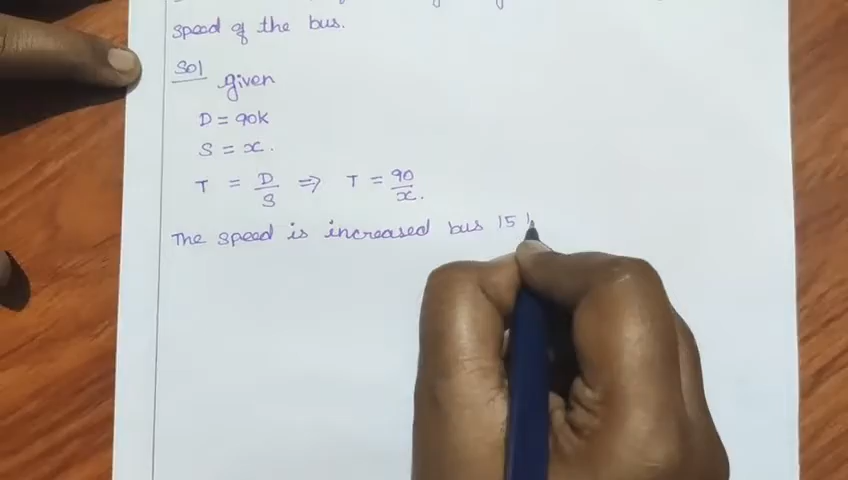 speed of the bus.
Sol
given
D = 90k
S = x.
T = D/S ⇒ T = 90/x.
The speed is increased bus 15